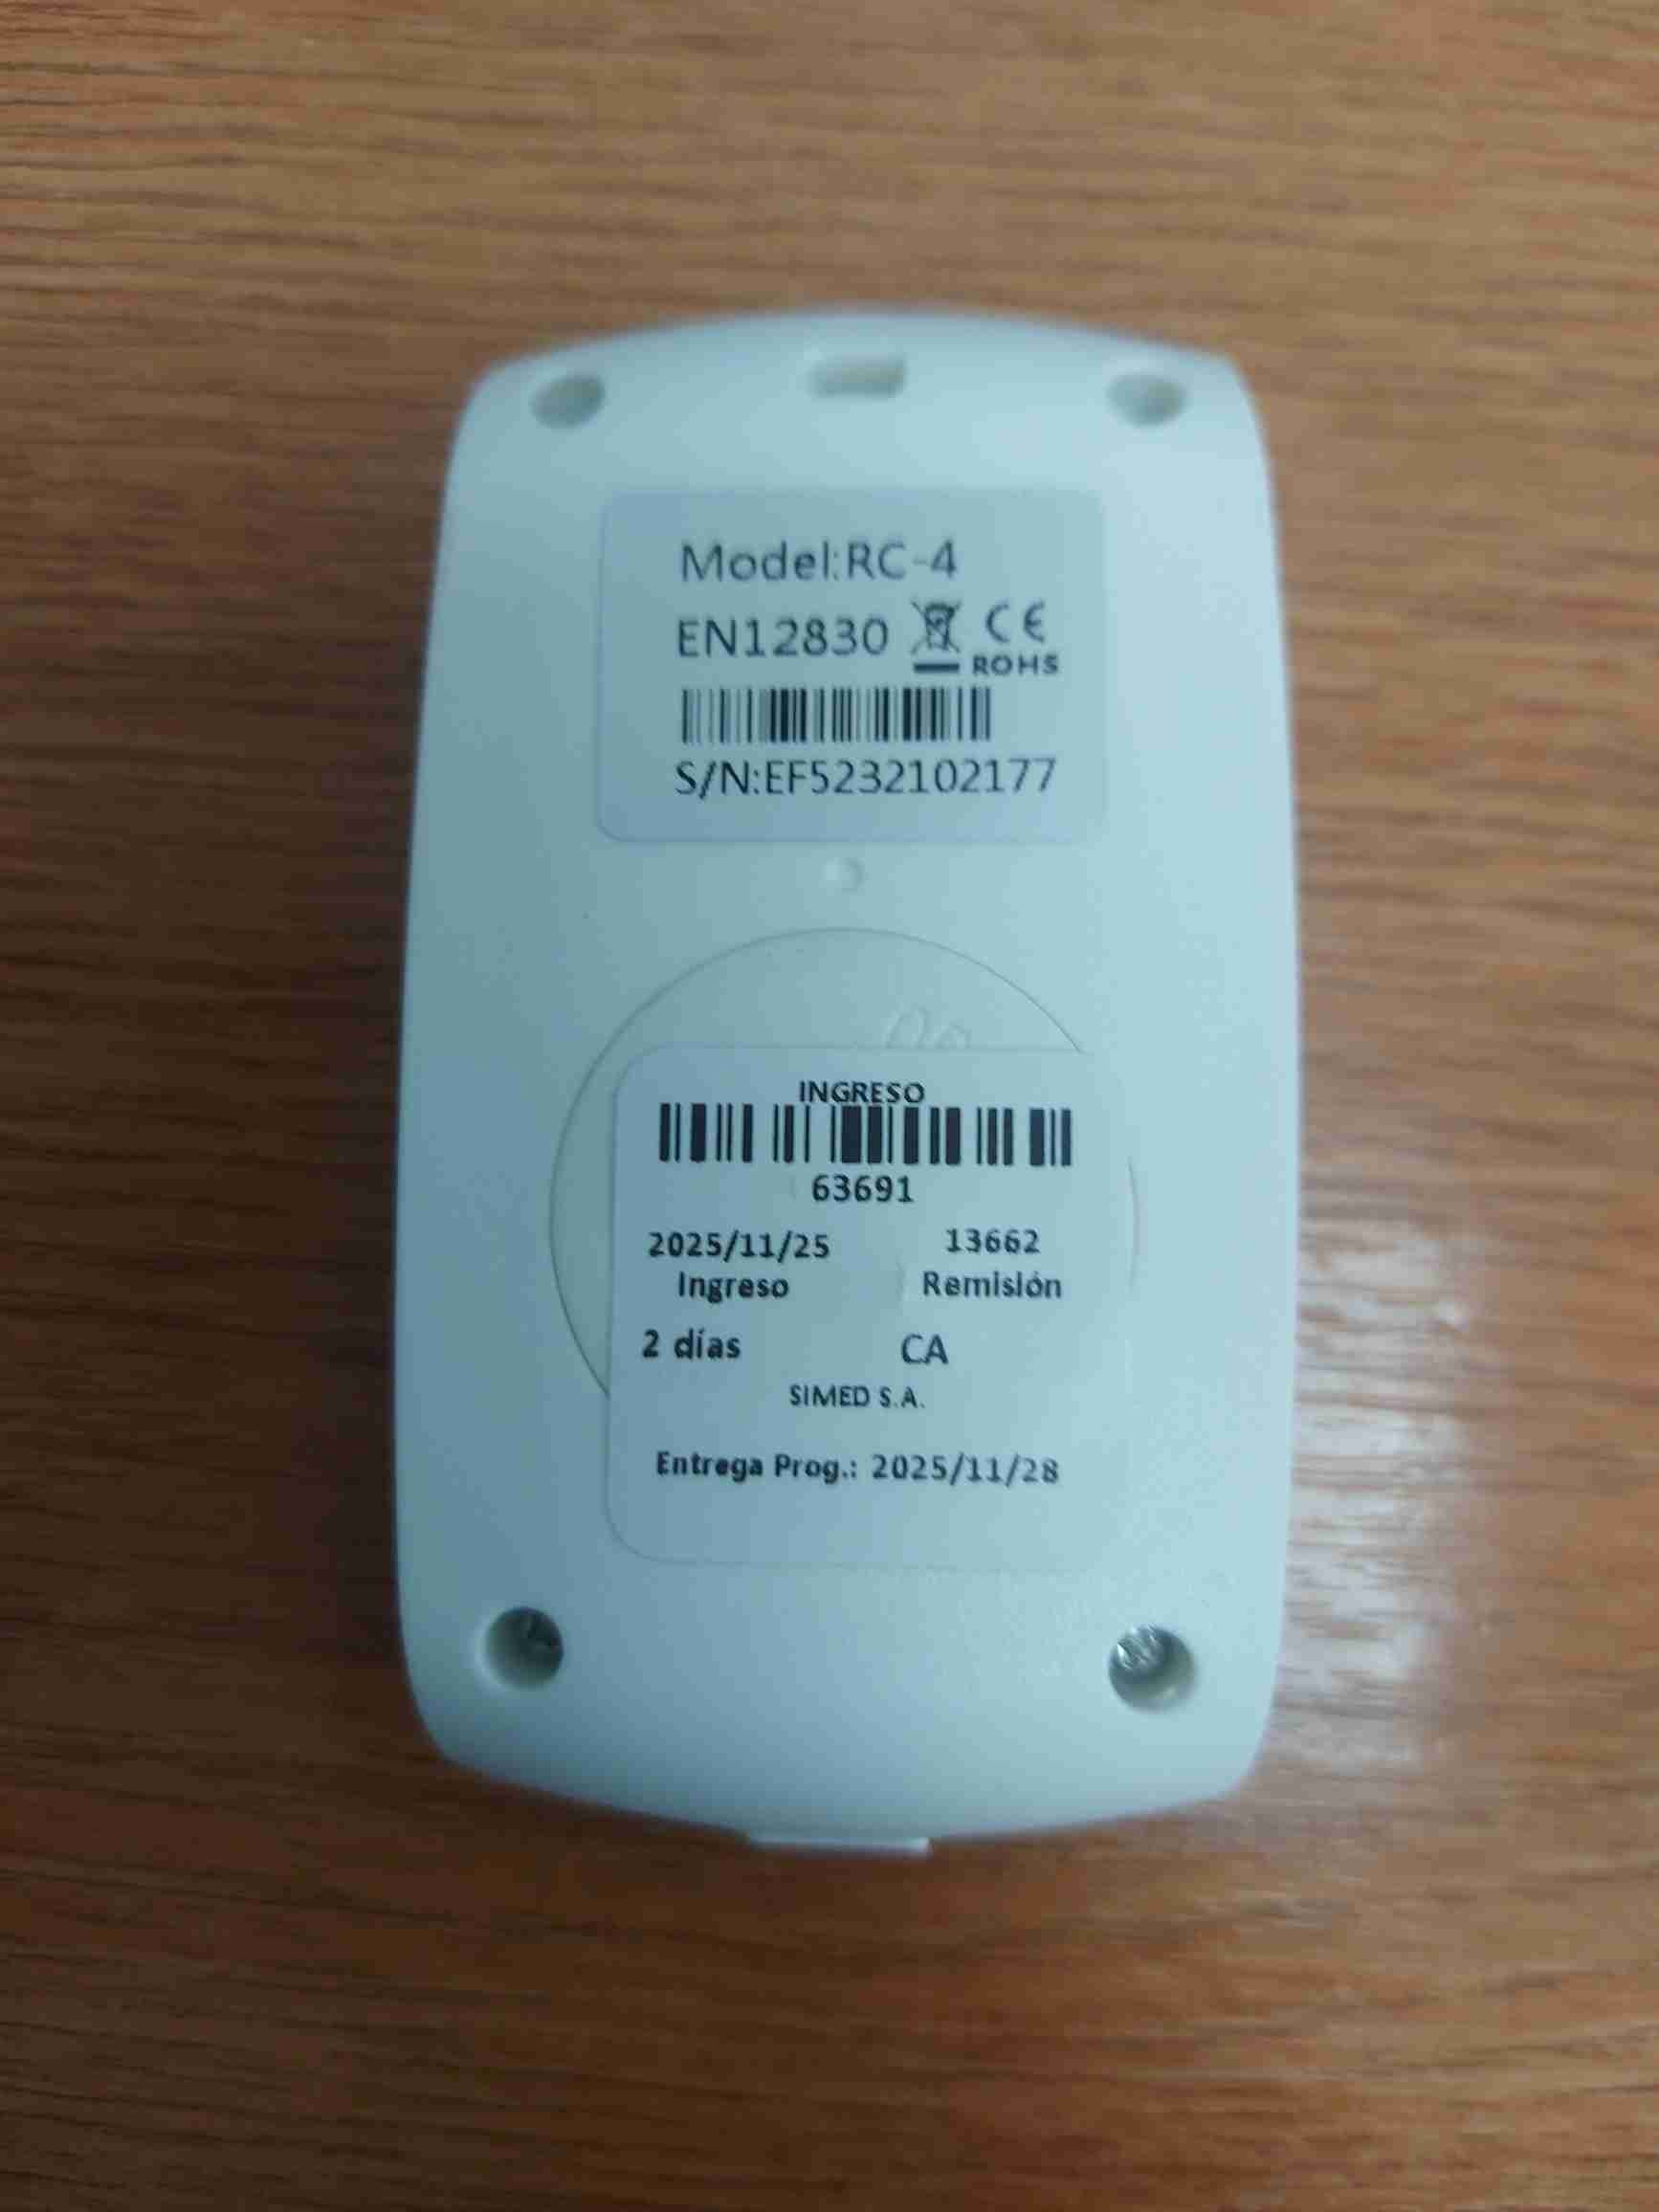 Model:RC-4
EN12830 CE
ROHS
S/N:EF5232102177
INGRESO
63691
2025/11/25 13662
Ingreso Remisión
2 días CA
SIMED S.A.
Entrega Prog.: 2025/11/28